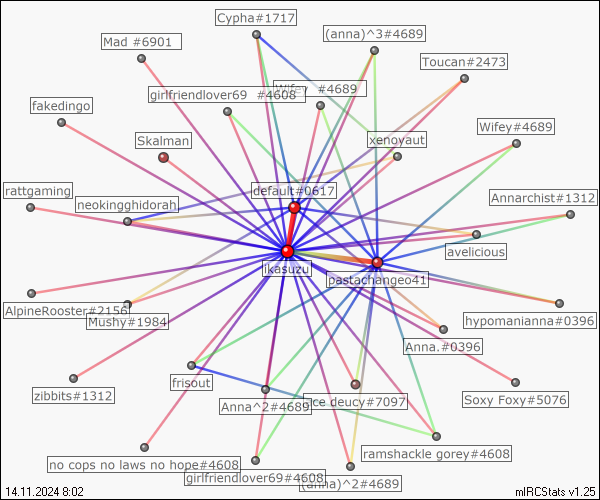 Cypha#1717
(anna)^3#4689
Mad #6901
Toucan#2473
girlfriendlover69 #4608
Wifey #4689
fakedingo
Wifey#4689
Skalman
xenoyaut
rattgaming
default#0617
Annarchist#1312
neokingghidorah
avelicious
likasuzu
pastachange041
AlpineRooster#2156
Mushy#1984
hypomanianna#0396
Anna.#0396
frisout
zibbits#1312
Anna^2#4689
deucy#7097
Soxy Foxy#5076
ramshackle gorey#4608
no cops no laws no hope#4608
girlfriendlover69#4608
(anna)^2#4689
14.11.2024 8:02
mIRCStats v1.25